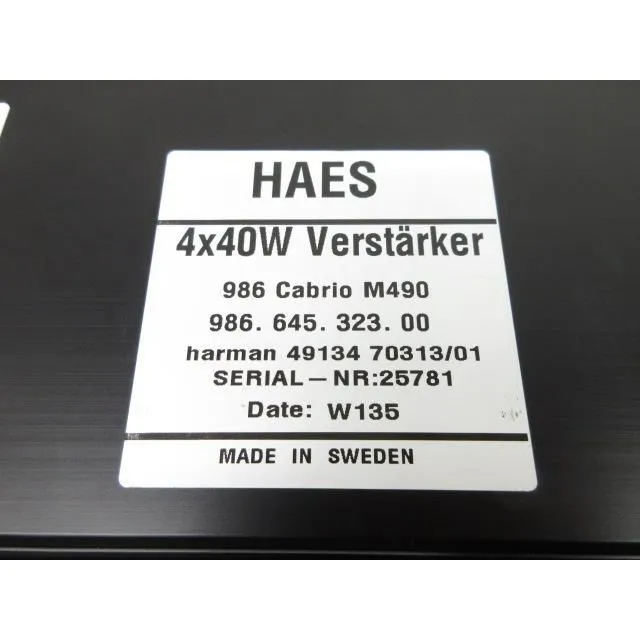 HAES
4x40W Verstärker
986 Cabrio M490
986. 645. 323. 00
harman 49134 70313/01
SERIAL – NR:25781
Date: W135
MADE IN SWEDEN